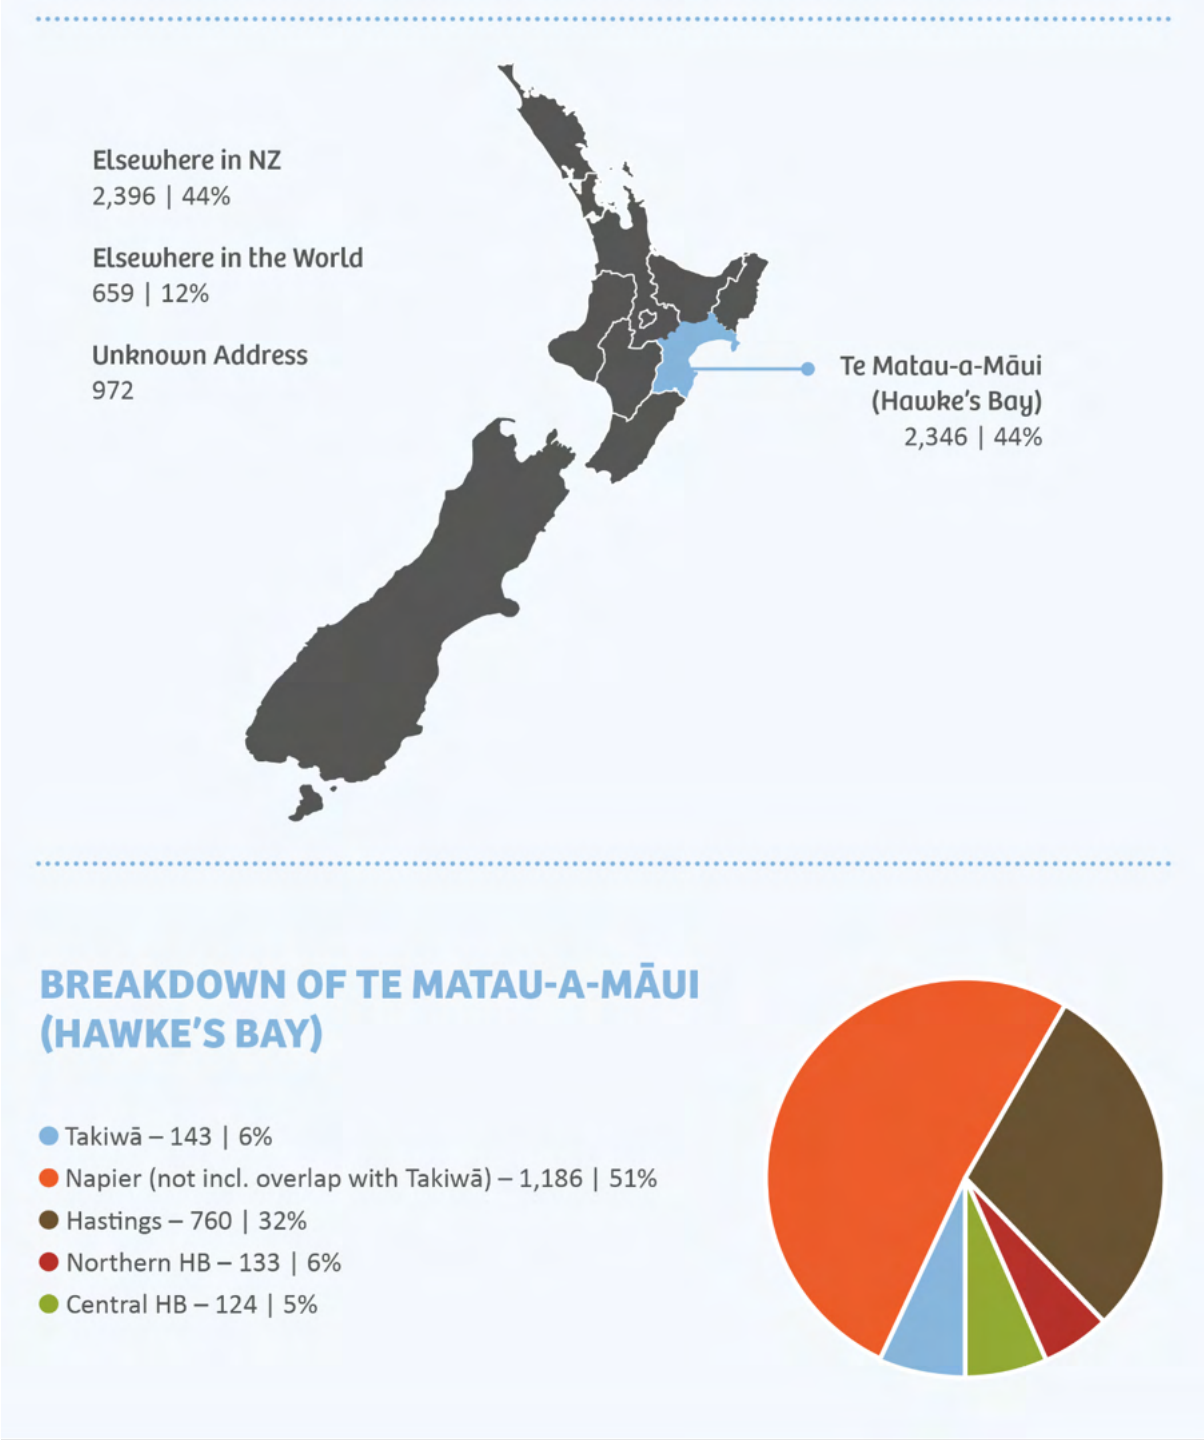 Elsewhere in NZ
2,396 | 44%
Elsewhere in the World
659 | 12%
Unknown Address
972
Te Matau-a-Māui
(Hawke's Bay)
2,346 | 44%
BREAKDOWN OF TE MATAU-A-MĀUI
(HAWKE'S BAY)
Takiwā – 143 | 6%
Napier (not incl. overlap with Takiwā) – 1,186 | 51%
Hastings – 760 | 32%
Northern HB – 133 | 6%
Central HB – 124 | 5%